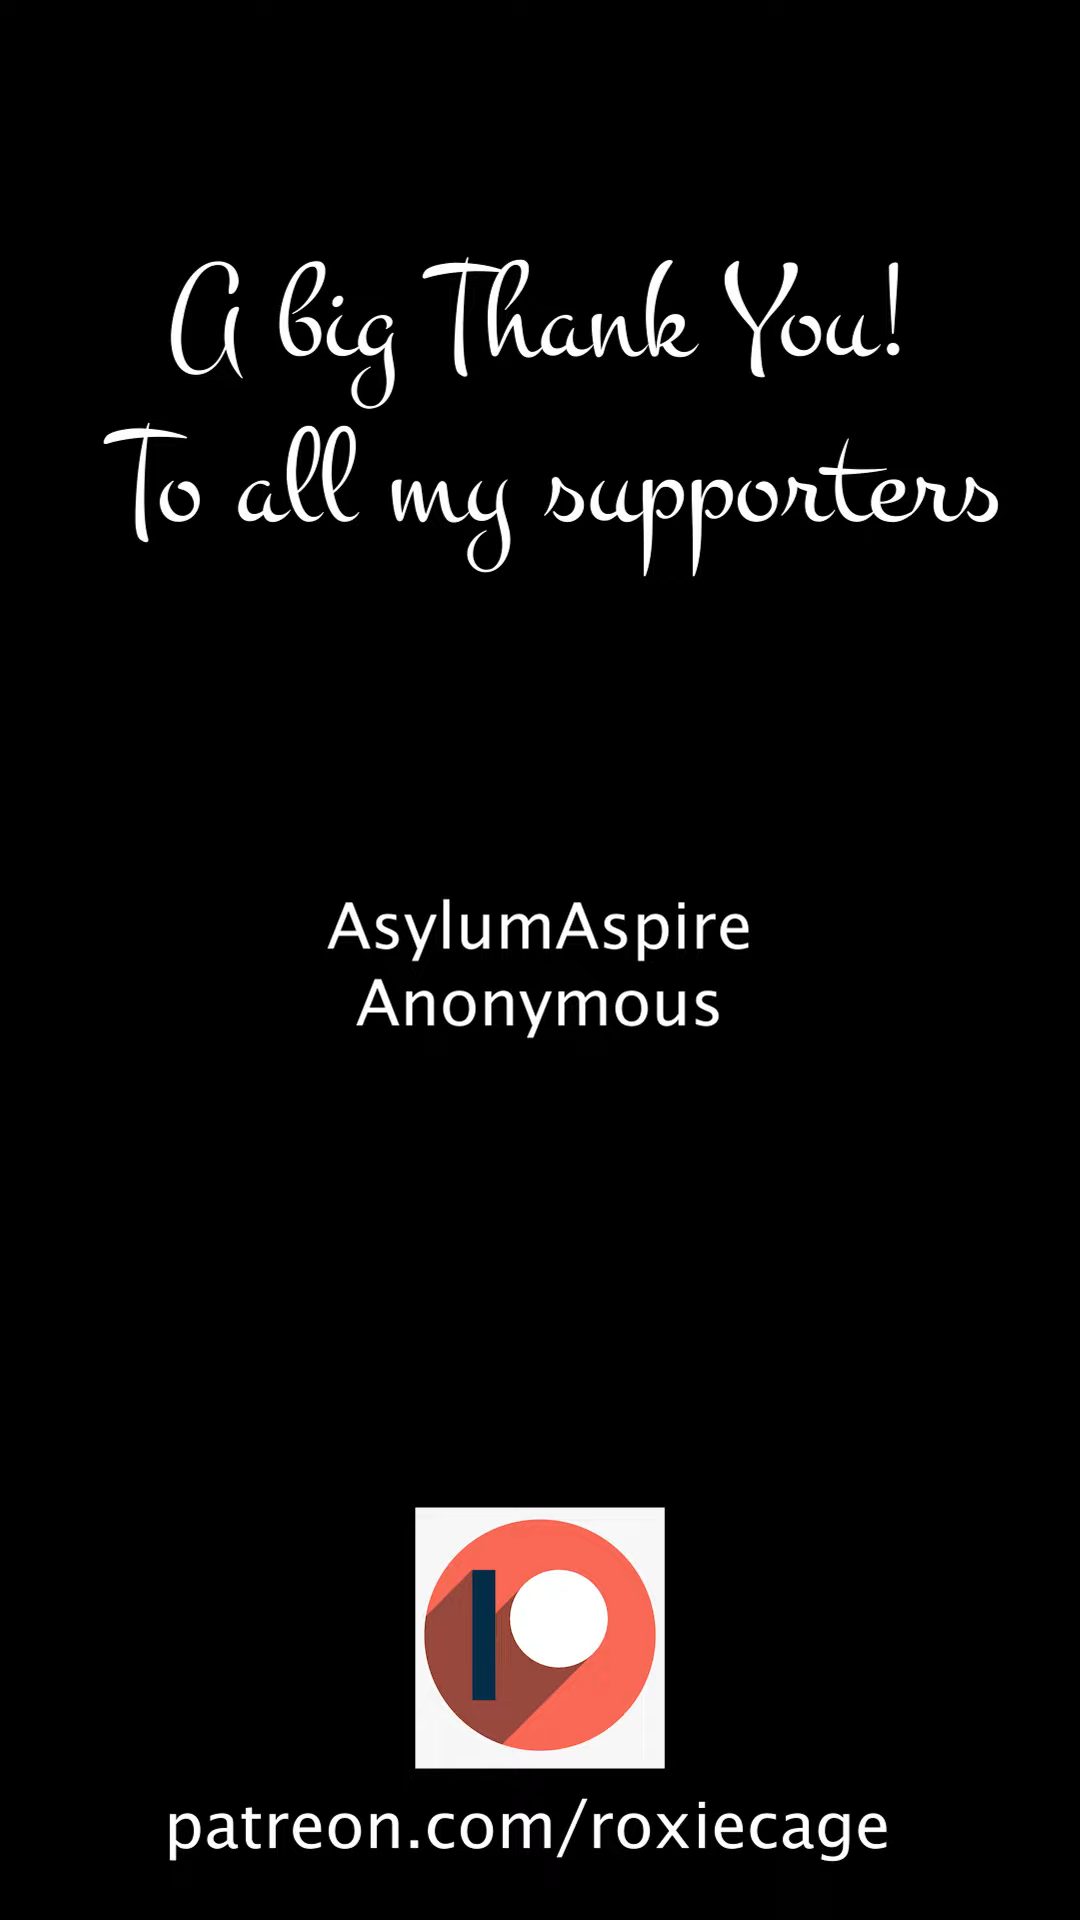 A big Thank You!
To all my supporters
AsylumAspire
Anonymous
patreon.com/roxiecage